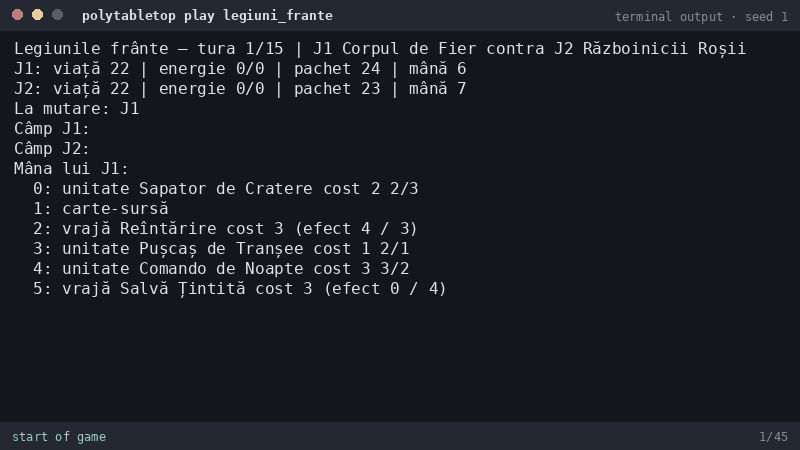 polytabletop play legiuni_frante
terminal output · seed 1
Legiunile frânte — tura 1/15 | J1 Corpul de Fier contra J2 Războinicii Roșii
J1: viață 22 | energie 0/0 | pachet 24 | mână 6
J2: viață 22 | energie 0/0 | pachet 23 | mână 7
La mutare: J1
Câmp J1:
Câmp J2:
Mâna lui J1:
0: unitate Sapator de Cratere cost 2 2/3
1: carte-sursă
2: vrajă Reîntărire cost 3 (efect 4 / 3)
3: unitate Pușcaș de Tranșee cost 1 2/1
4: unitate Comando de Noapte cost 3 3/2
5: vrajă Salvă Țintită cost 3 (efect 0 / 4)
start of game
1/45